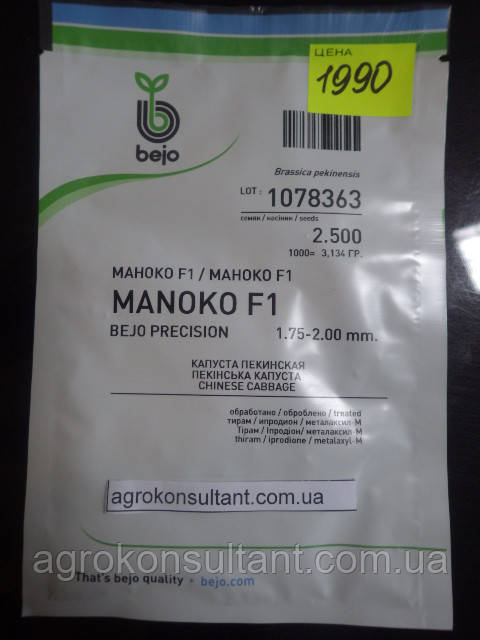 ЦЕНА
1990
bejo
Brassica pekinensis
LOT: 1078363
семян / насінин / seeds
2.500
1000= 3,134 ГР.
МАНОКО F1 / МАНОКО F1
MANOKO F1
BEJO PRECISION 1.75-2.00 mm.
КАПУСТА ПЕКИНСКАЯ
ПЕКІНСЬКА КАПУСТА
CHINESE CABBAGE
обработано / оброблено / treated
тирам / ипродион / металаксил-М
Тірам / Іпродіон/ металаксил-М
thiram / iprodione / metalaxyl-M
agrokonsultant.com.ua
agrokonsultant.com.ua
That's bejo quality • bejo.com